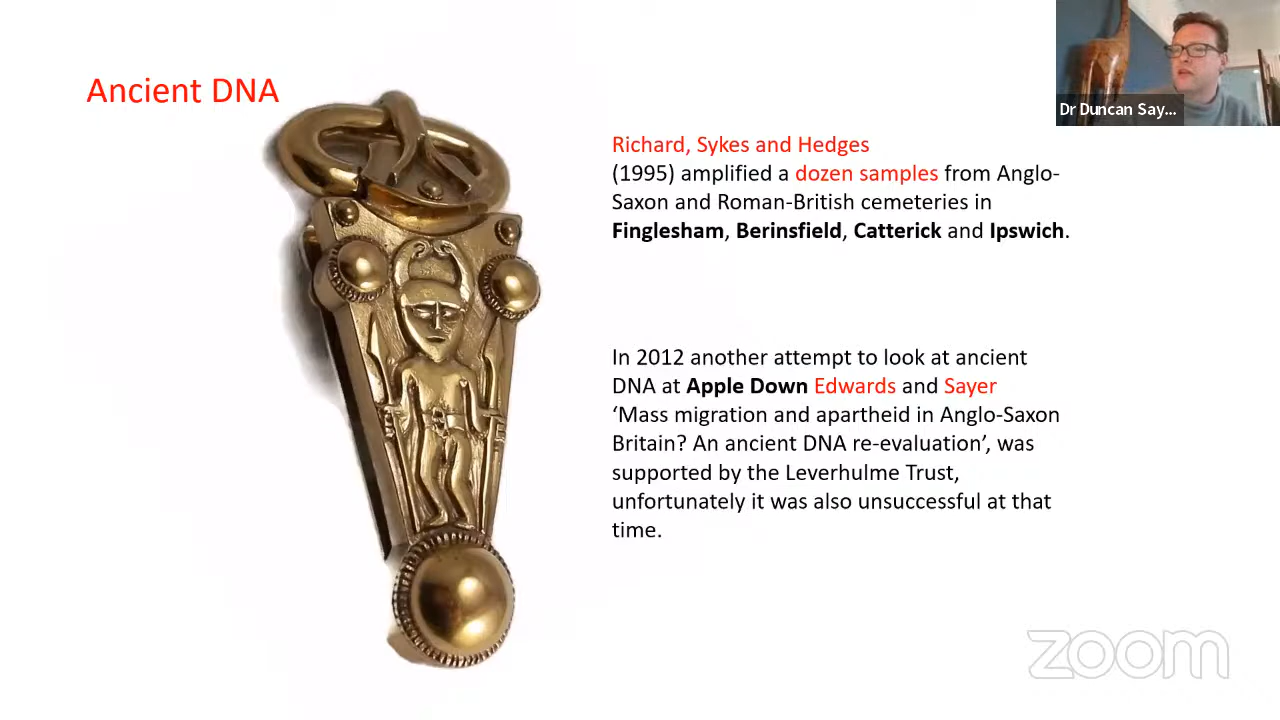 Ancient DNA
Dr Duncan Say...
Richard, Sykes and Hedges
(1995) amplified a dozen samples from Anglo-
Saxon and Roman-British cemeteries in
Finglesham, Berinsfield, Catterick and Ipswich.
In 2012 another attempt to look at ancient
DNA at Apple Down Edwards and Sayer
‘Mass migration and apartheid in Anglo-Saxon
Britain? An ancient DNA re-evaluation’, was
supported by the Leverhulme Trust,
unfortunately it was also unsuccessful at that
time.
zoom